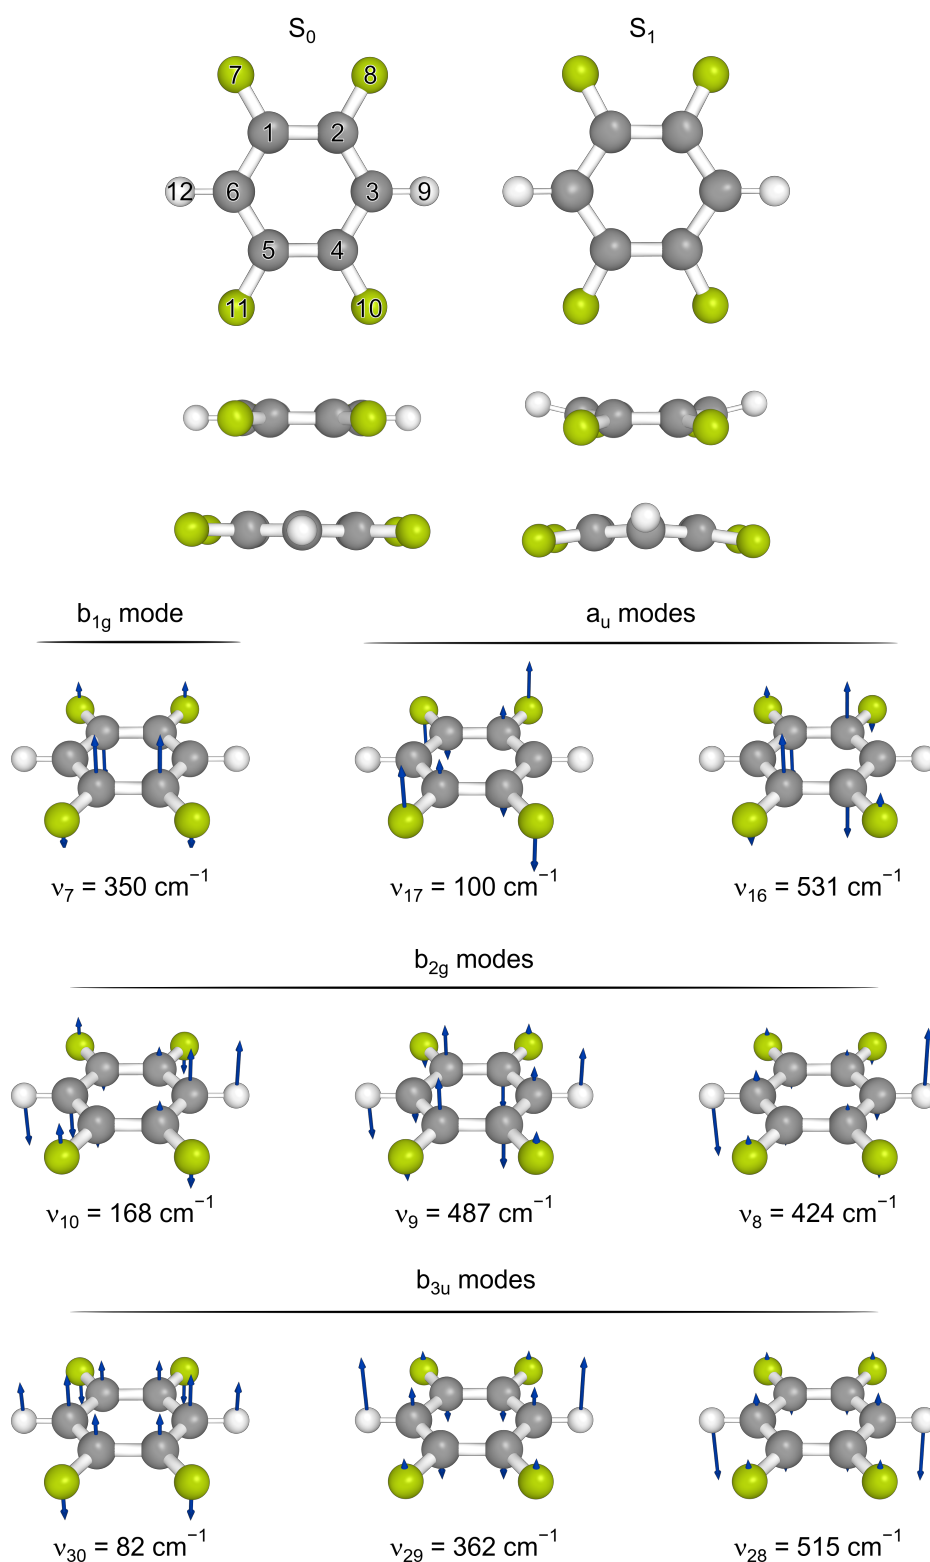 S₀ S₁
7 8
1 2
12 6 3 9
5 4
11 10
b₁g mode aᵤ modes
ν₇ = 350 cm⁻¹ ν₁₇ = 100 cm⁻¹ ν₁₆ = 531 cm⁻¹
b₂g modes
ν₁₀ = 168 cm⁻¹ ν₉ = 487 cm⁻¹ ν₈ = 424 cm⁻¹
b₃ᵤ modes
ν₃₀ = 82 cm⁻¹ ν₂₉ = 362 cm⁻¹ ν₂₈ = 515 cm⁻¹